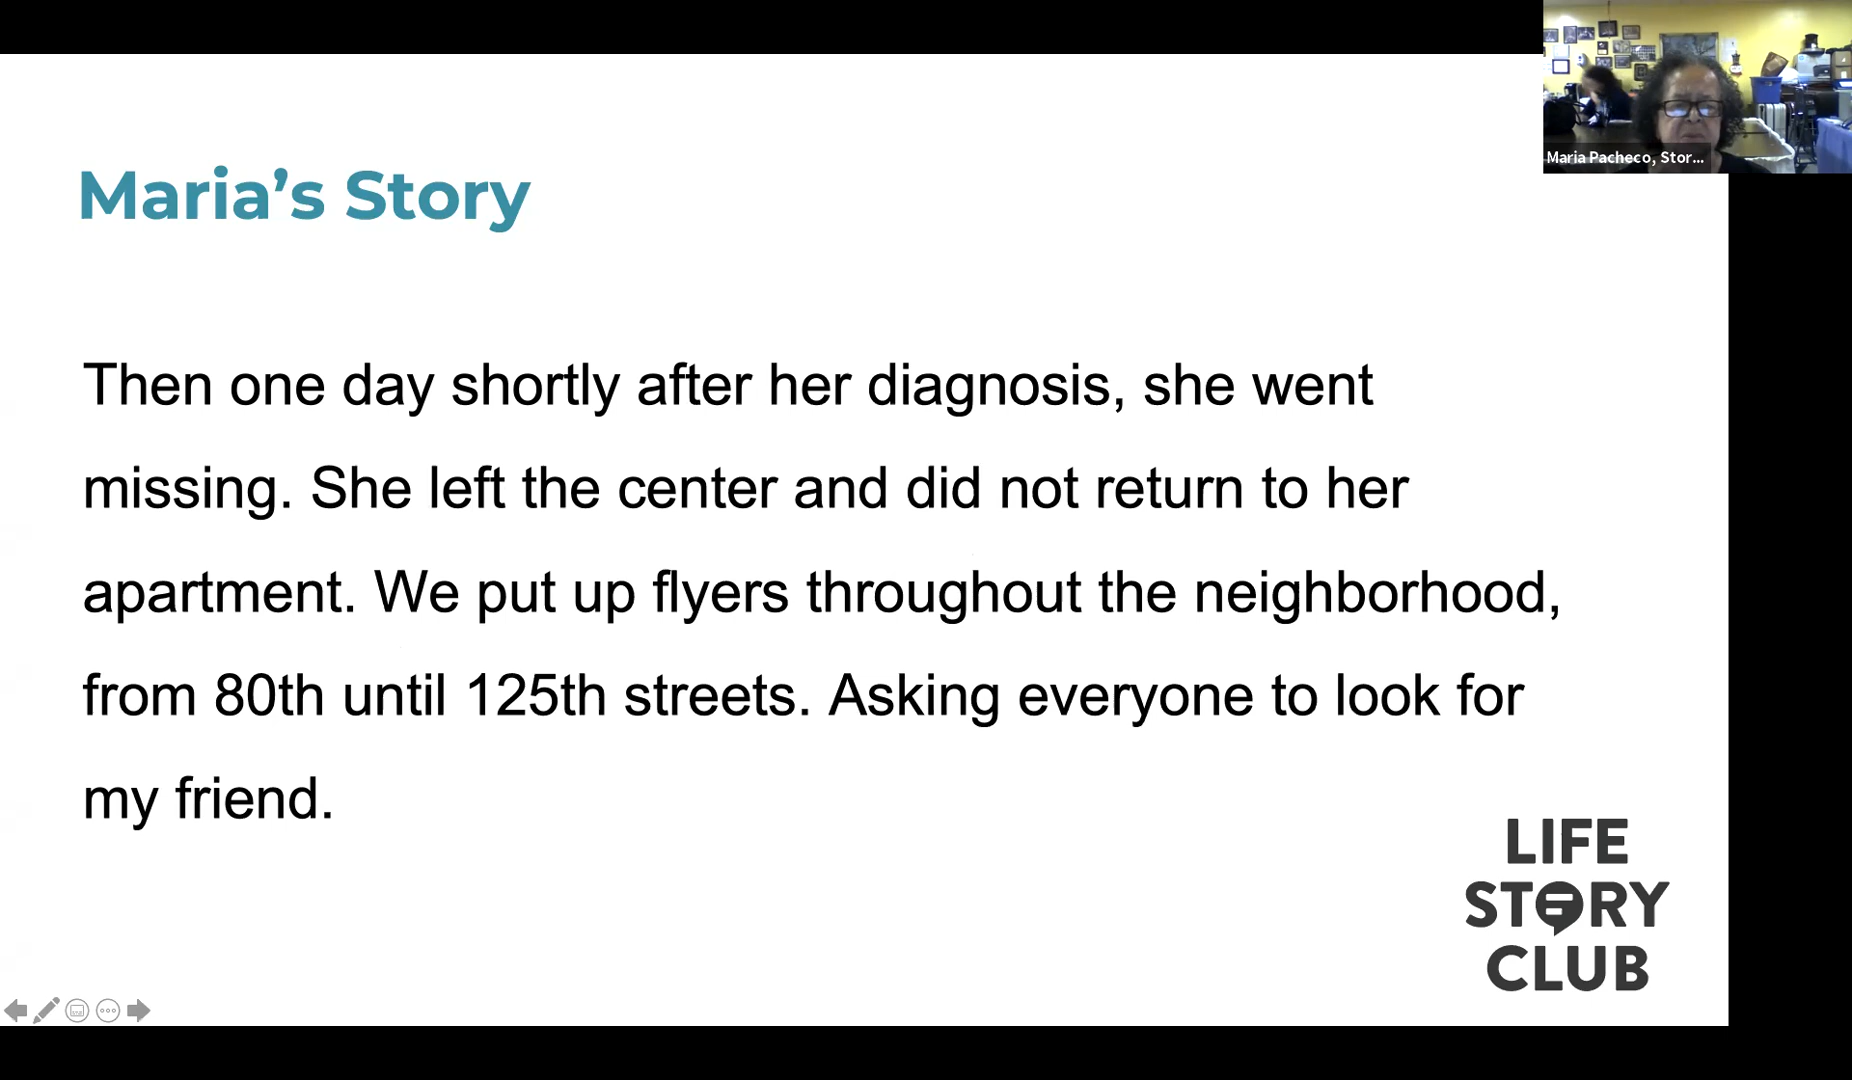 Maria Pacheco, Stor...
Maria’s Story
Then one day shortly after her diagnosis, she went
missing. She left the center and did not return to her
apartment. We put up flyers throughout the neighborhood,
from 80th until 125th streets. Asking everyone to look for
my friend.
LIFE
STORY
CLUB